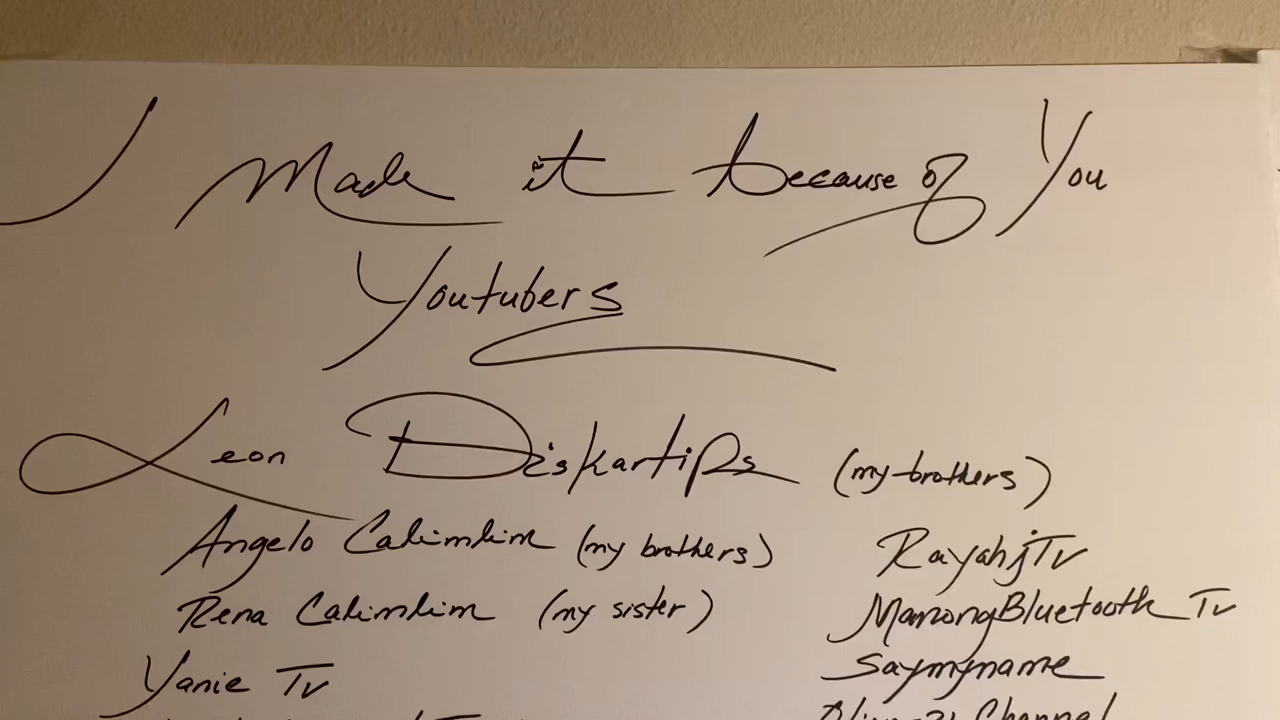 I Made it because of You
Youtubers
Leon Diskartips (my brothers)
Angelo Calimlim (my brothers)
RayahjTv
Rena Calimlim (my sister)
ManongBluetooth Tv
Yanie Tv
Saymyname
Channel